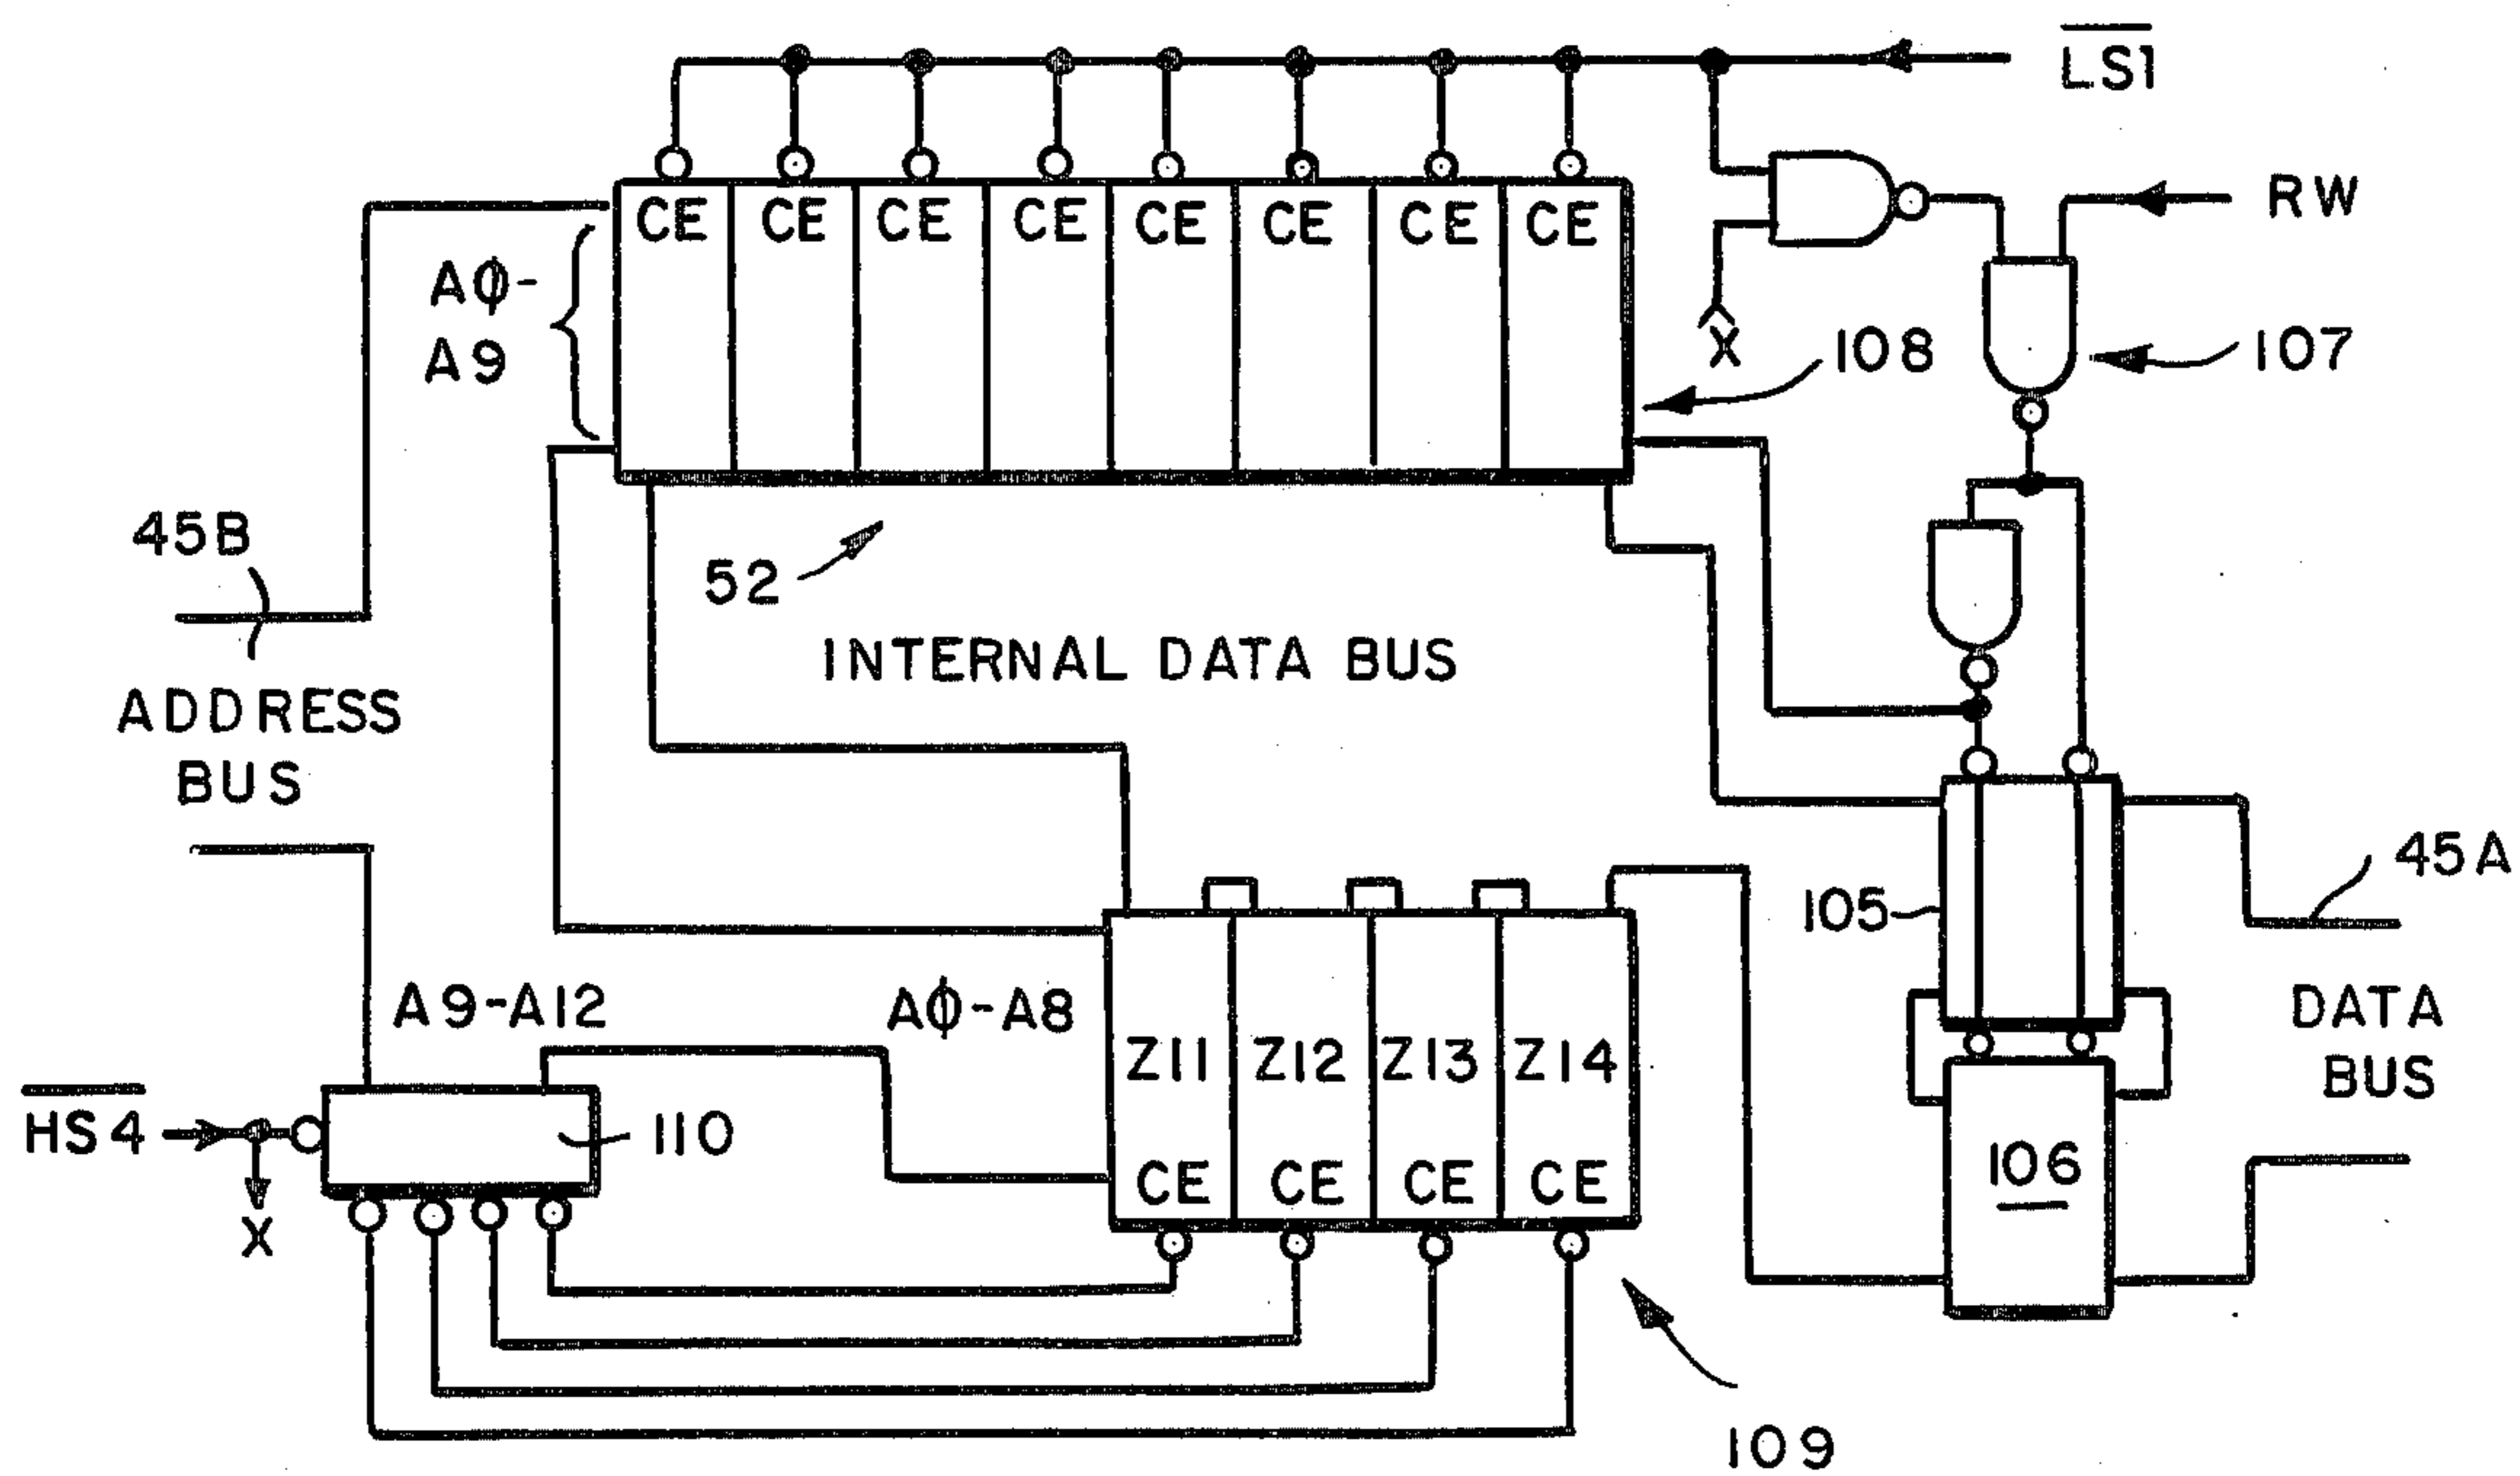 LS1
RW
CE CE CE CE CE CE CE CE
AΦ-
A9
X
108
107
45B
52
INTERNAL DATA BUS
ADDRESS
BUS
45A
105
A9-A12
AΦ-A8
DATA
BUS
Z11 Z12 Z13 Z14
HS4
110
106
CE CE CE CE
X
109